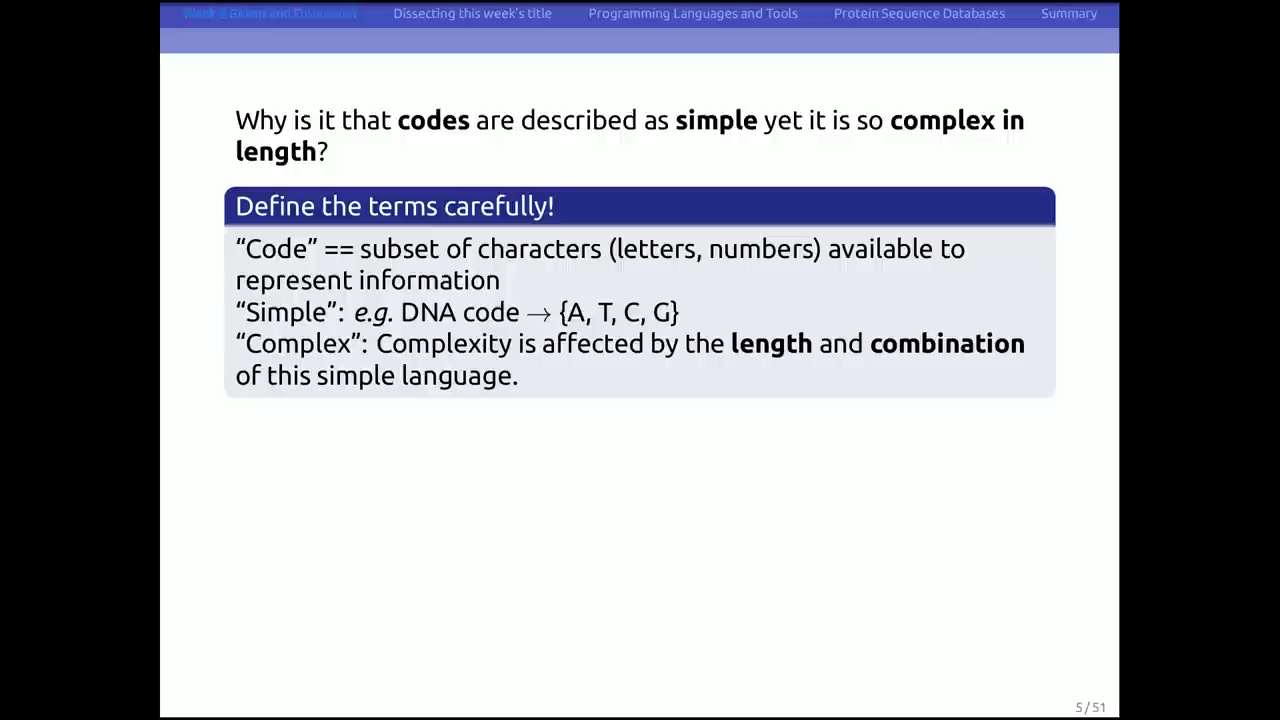 Dissecting this week's title Programming Languages and Tools Protein Sequence Databases Summary
Why is it that codes are described as simple yet it is so complex in
length?
Define the terms carefully!
“Code” == subset of characters (letters, numbers) available to
represent information
“Simple”: e.g. DNA code → {A, T, C, G}
“Complex”: Complexity is affected by the length and combination
of this simple language.
5 / 51